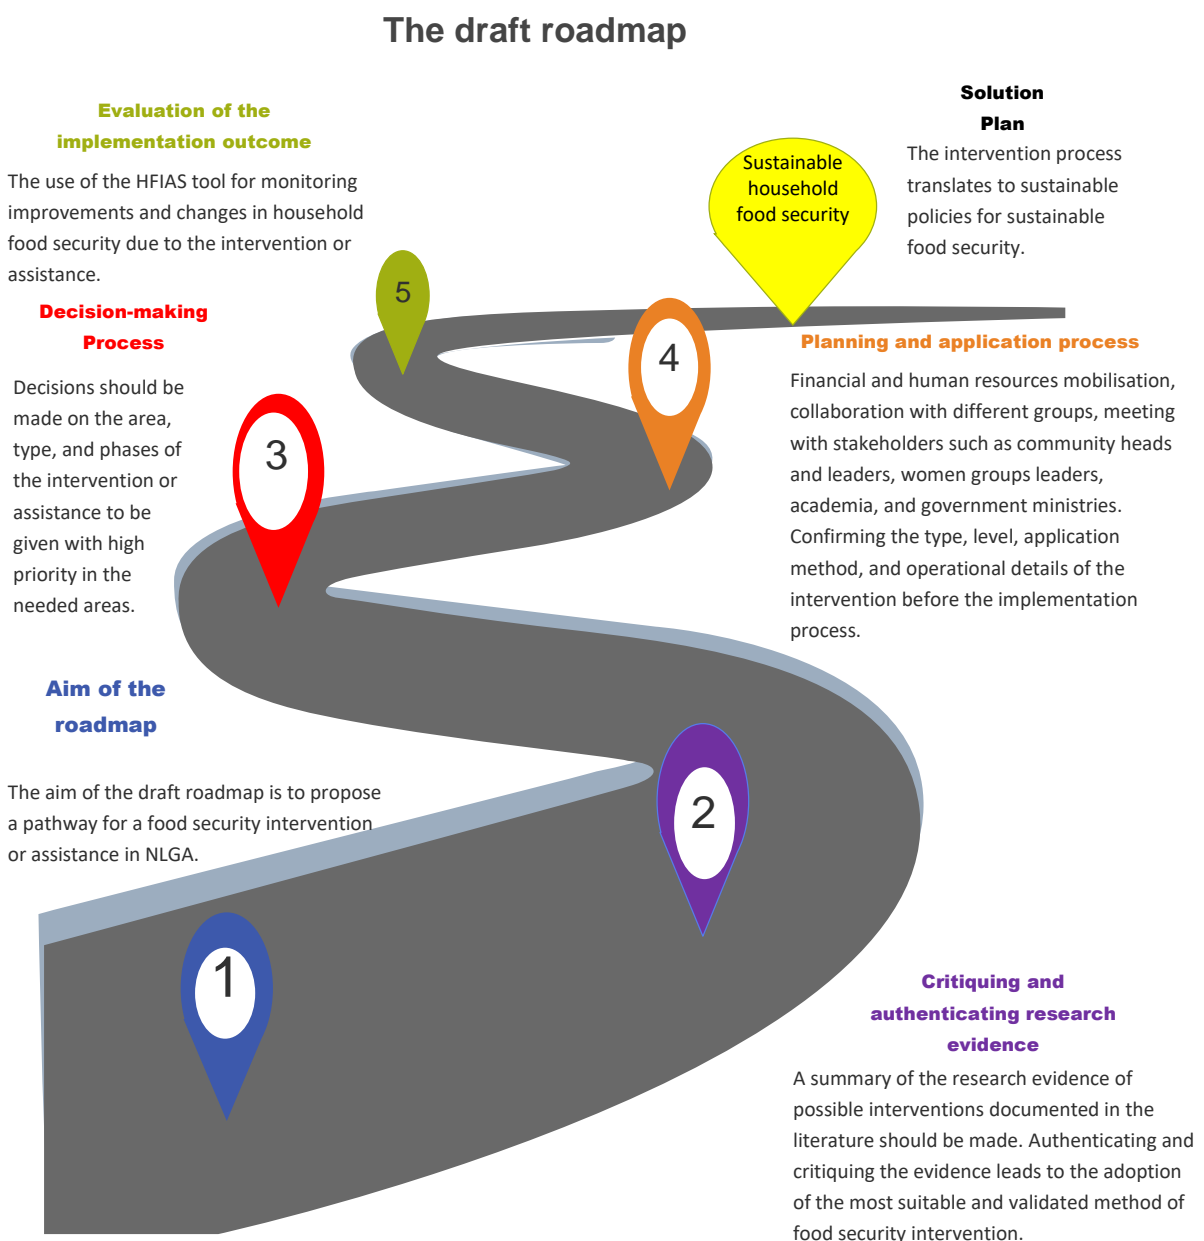 The draft roadmap
Evaluation of the
implementation outcome
The use of the HFIAS tool for monitoring
improvements and changes in household
food security due to the intervention or
assistance.
Solution
Plan
The intervention process
translates to sustainable
policies for sustainable
food security.
Sustainable
household
food security
5
Decision-making
Process
Decisions should be
made on the area,
type, and phases of
the intervention or
assistance to be
given with high
priority in the
needed areas.
3
4
Planning and application process
Financial and human resources mobilisation,
collaboration with different groups, meeting
with stakeholders such as community heads
and leaders, women groups leaders,
academia, and government ministries.
Confirming the type, level, application
method, and operational details of the
intervention before the implementation
process.
Aim of the
roadmap
The aim of the draft roadmap is to propose
a pathway for a food security intervention
or assistance in NLGA.
2
1
Critiquing and
authenticating research
evidence
A summary of the research evidence of
possible interventions documented in the
literature should be made. Authenticating and
critiquing the evidence leads to the adoption
of the most suitable and validated method of
food security intervention.